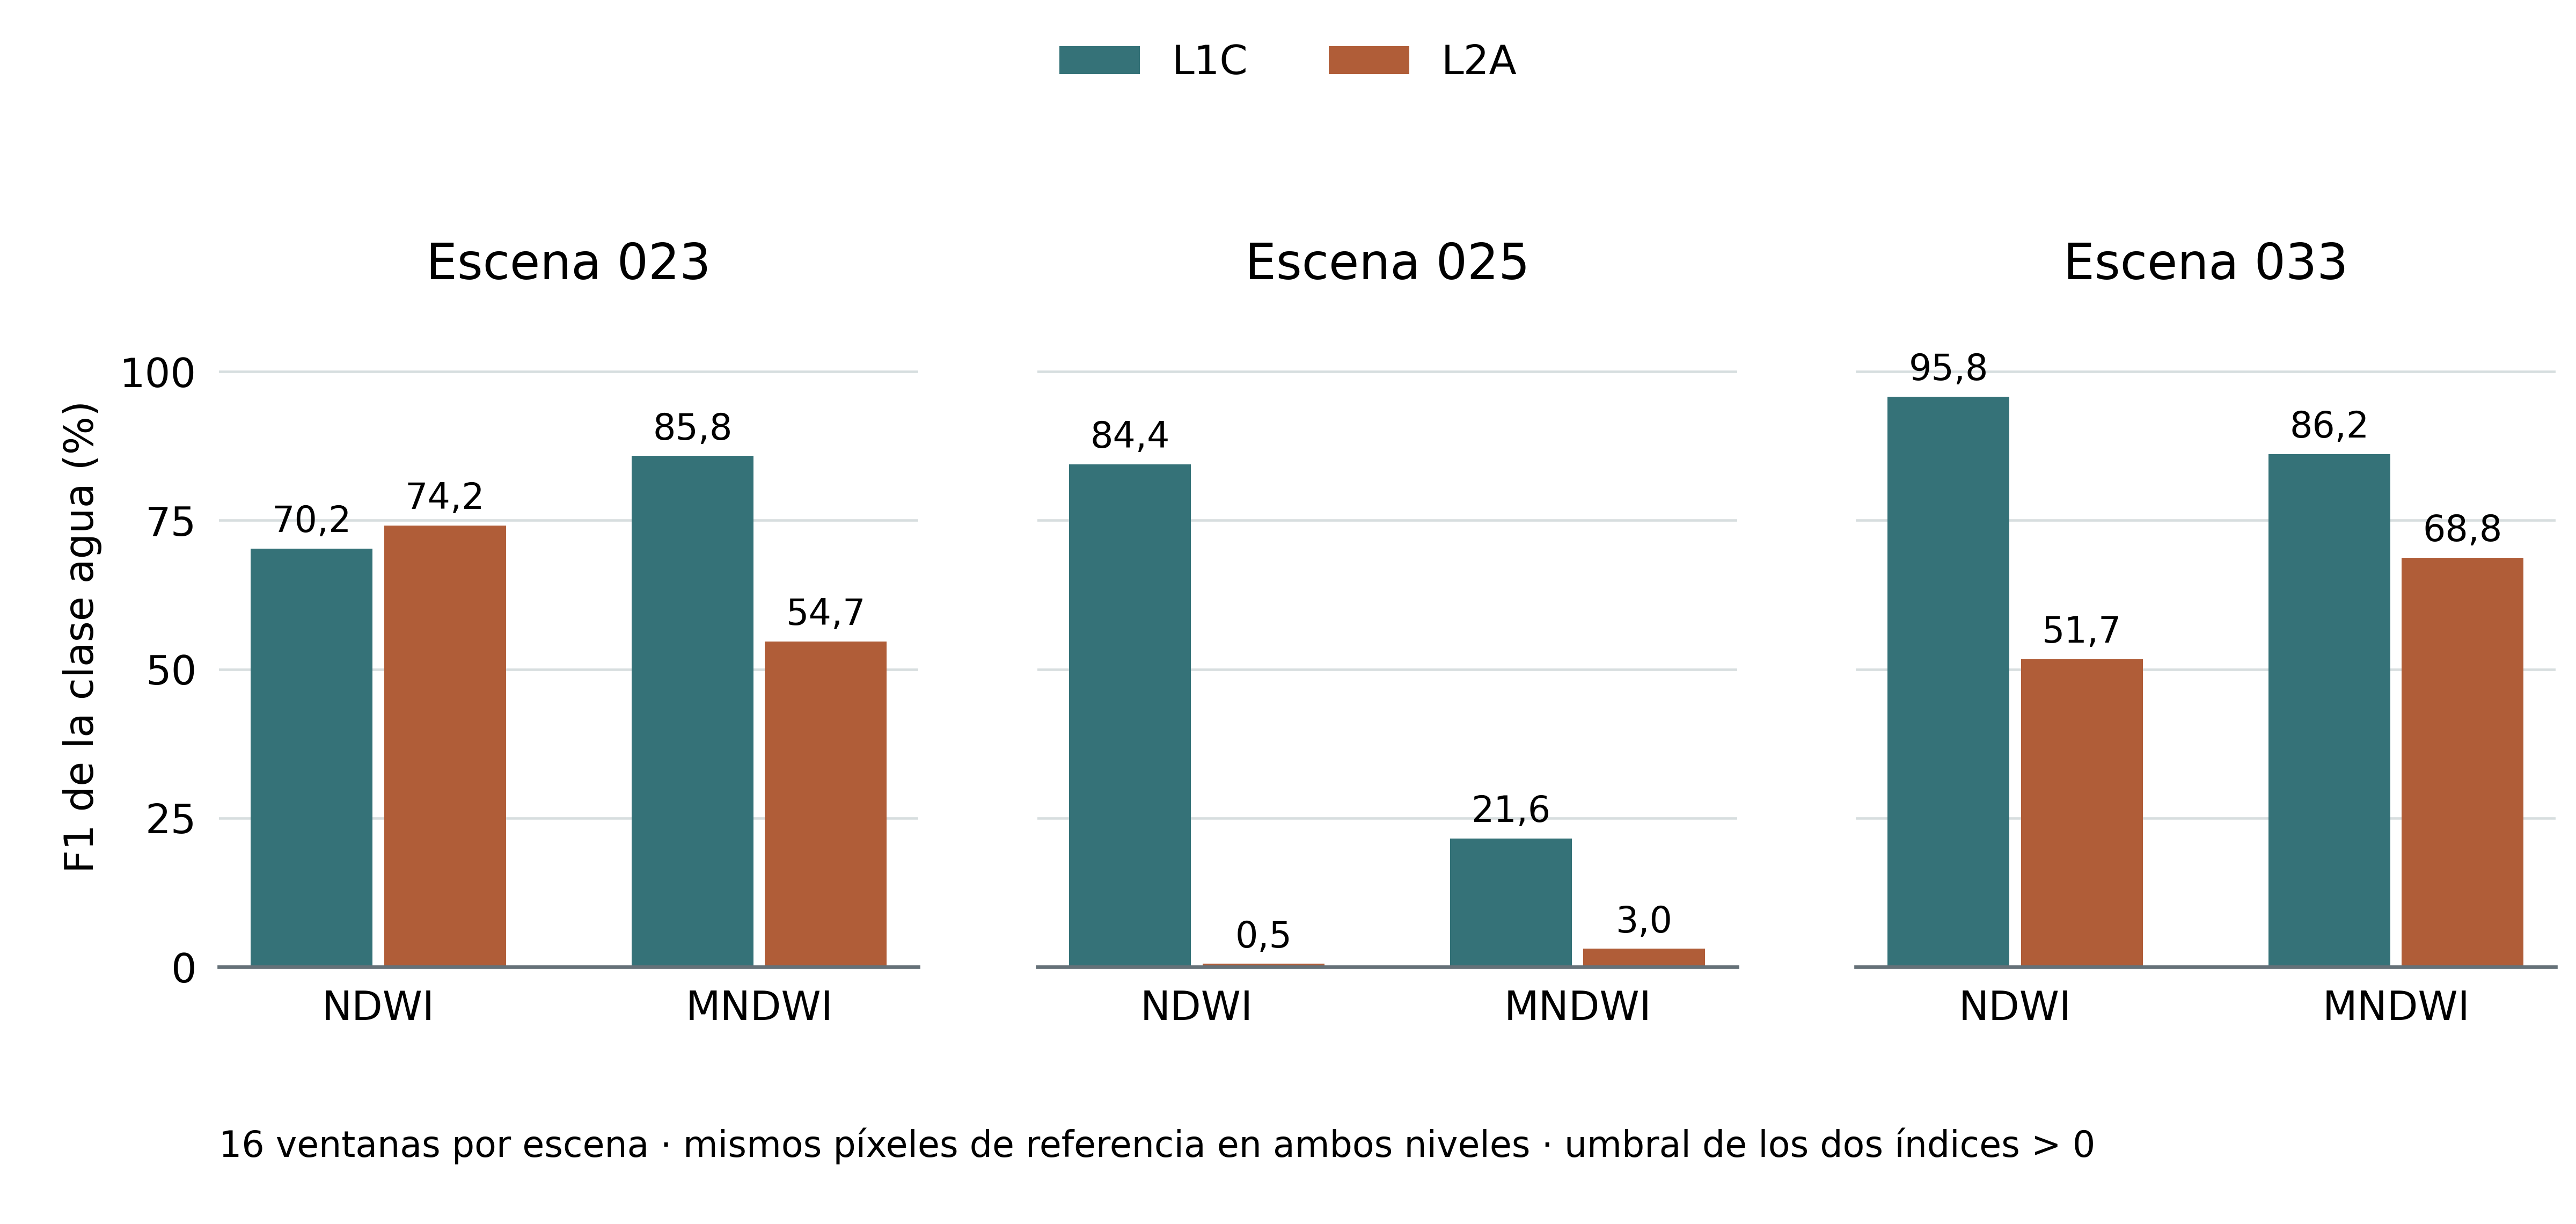 L1C L2A
Escena 023 Escena 025 Escena 033
F1 de la clase agua (%)
100
75
50
25
0
70,2 74,2 85,8 54,7
84,4 0,5 21,6 3,0
95,8 51,7 86,2 68,8
NDWI MNDWI NDWI MNDWI NDWI MNDWI
16 ventanas por escena · mismos píxeles de referencia en ambos niveles · umbral de los dos índices > 0